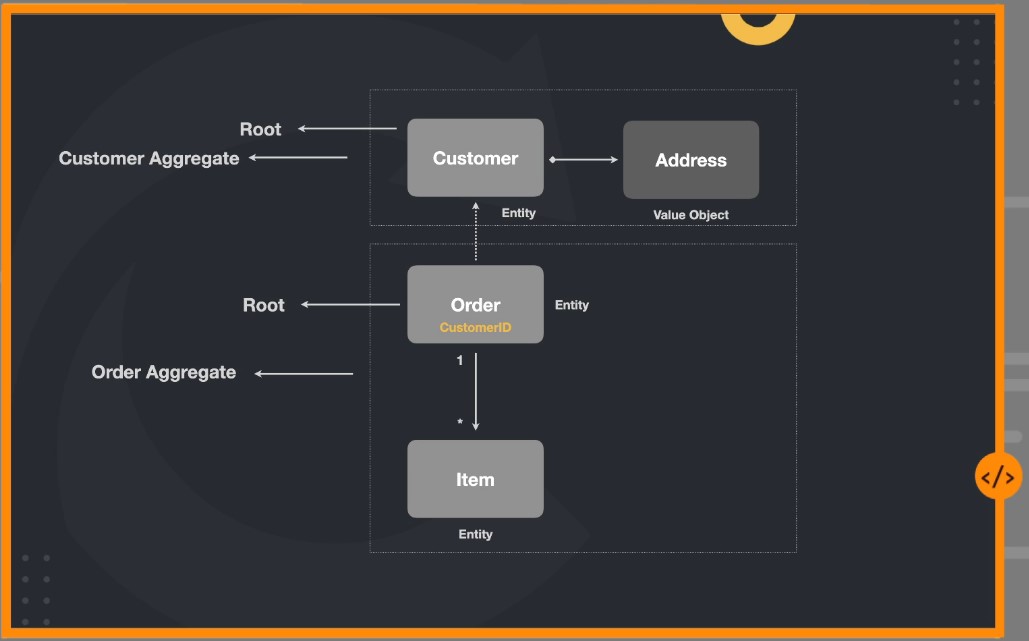 Root
Customer
Address
Customer Aggregate
Entity
Value Object
Root
Order
Entity
CustomerID
1
Order Aggregate
*
Item
Entity
</>